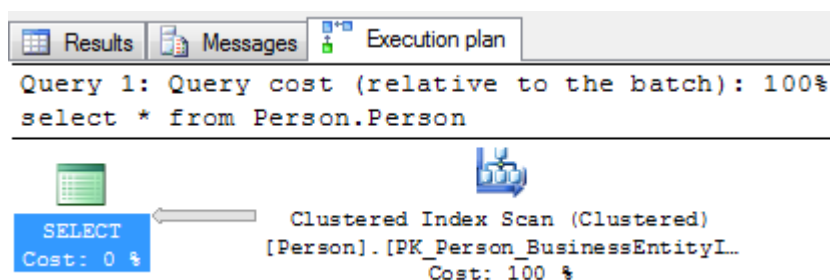 Results Messages Execution plan
Query 1: Query cost (relative to the batch): 100%
select * from Person.Person
SELECT
Cost: 0 %
Clustered Index Scan (Clustered)
[Person].[PK_Person_BusinessEntityI…
Cost: 100 %